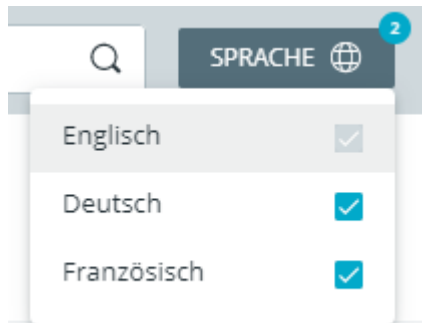 2
SPRACHE
Englisch
Deutsch
Französisch